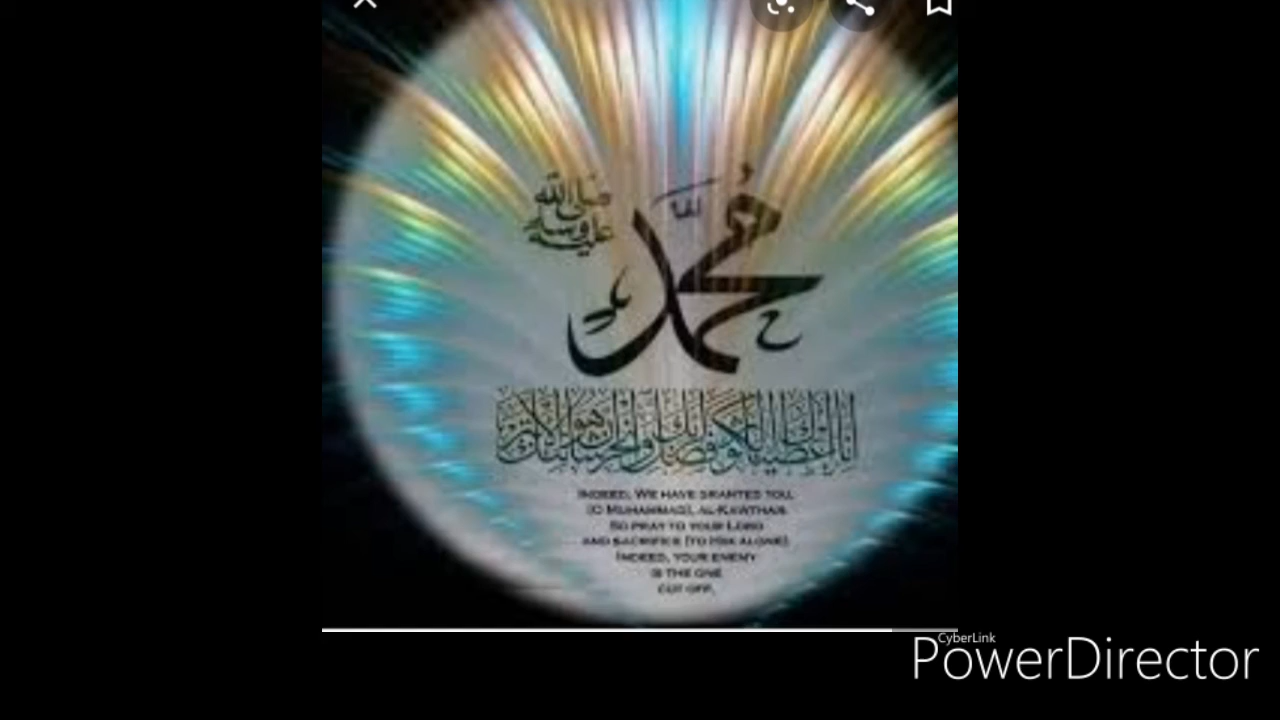 صلى الله
عليه وسلم
محمد
إنا أعطيناك الكوثر فصل لربك وانحر إن شانئك هو الأبتر
INDEED, WE HAVE GRANTED YOU,
(O MUHAMMAD), AL-KAWTHAR
SO PRAY TO YOUR LORD
AND SACRIFICE (TO HIM ALONE)
INDEED, YOUR ENEMY
IS THE ONE
CUT OFF.
CyberLink
PowerDirector